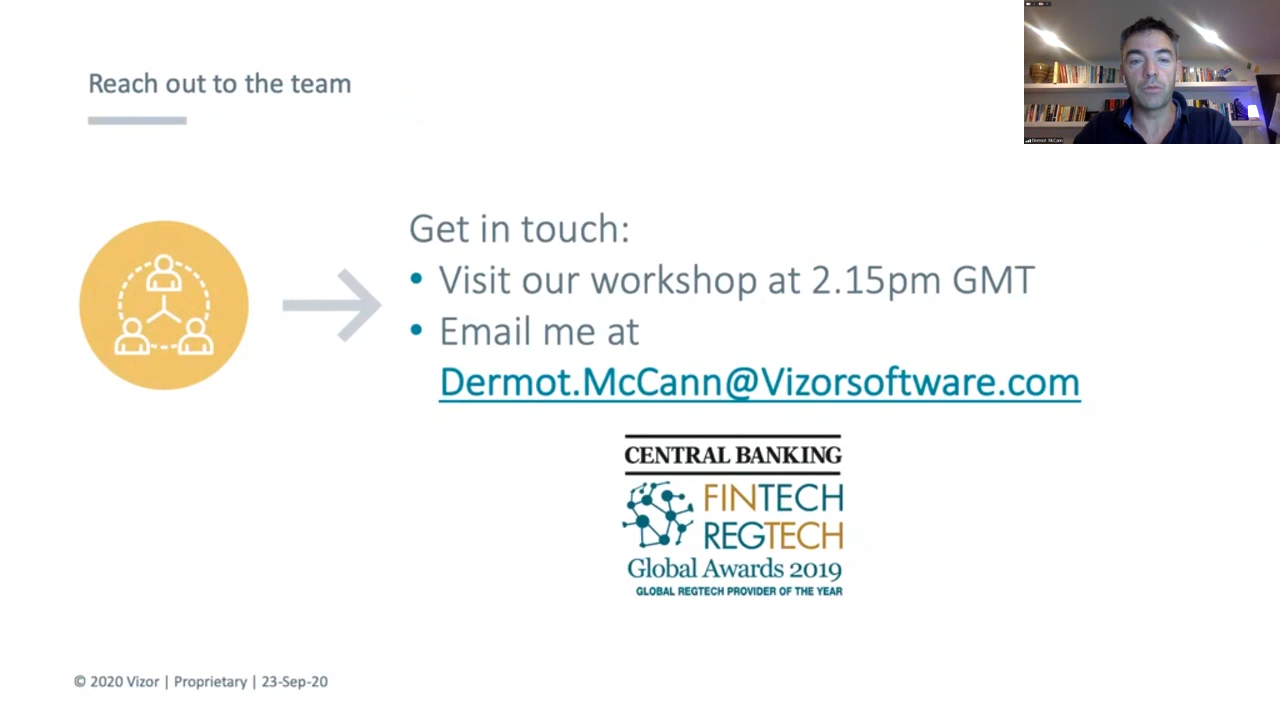 Reach out to the team
Dermot McCann
Get in touch:
• Visit our workshop at 2.15pm GMT
• Email me at
Dermot.McCann@Vizorsoftware.com
CENTRAL BANKING
FINTECH
REGTECH
Global Awards 2019
GLOBAL REGTECH PROVIDER OF THE YEAR
© 2020 Vizor | Proprietary | 23-Sep-20